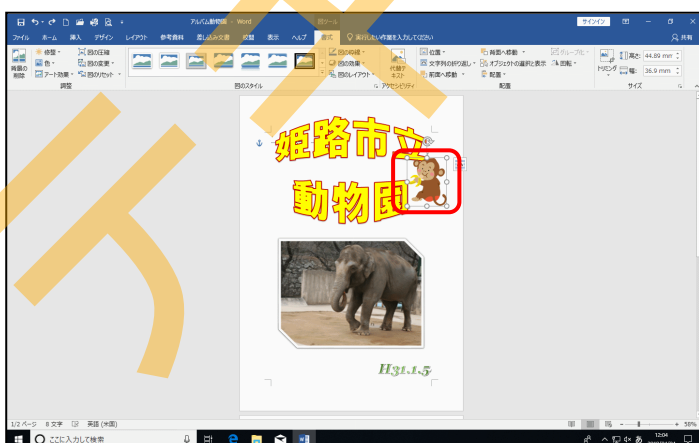 アルバム動物園 - Word
図ツール
サインイン
ファイル ホーム 挿入 デザイン レイアウト 参考資料 差し込み文書 校閲 表示 ヘルプ 書式 実行したい作業を入力してください 共有
背景の削除
修整
色
アート効果
図の圧縮
図の変更
図のリセット
調整
図のスタイル
図の枠線
図の効果
図のレイアウト
代替テキスト
アクセシビリティ
位置
文字列の折り返し
前面へ移動
背面へ移動
オブジェクトの選択と表示
配置
グループ化
回転
配置
トリミング
高さ: 44.89 mm
幅: 36.9 mm
サイズ
姫路市立
動物園
H31.1.5
1/2 ページ 8 文字 英語 (米国)
58%
ここに入力して検索
12:04